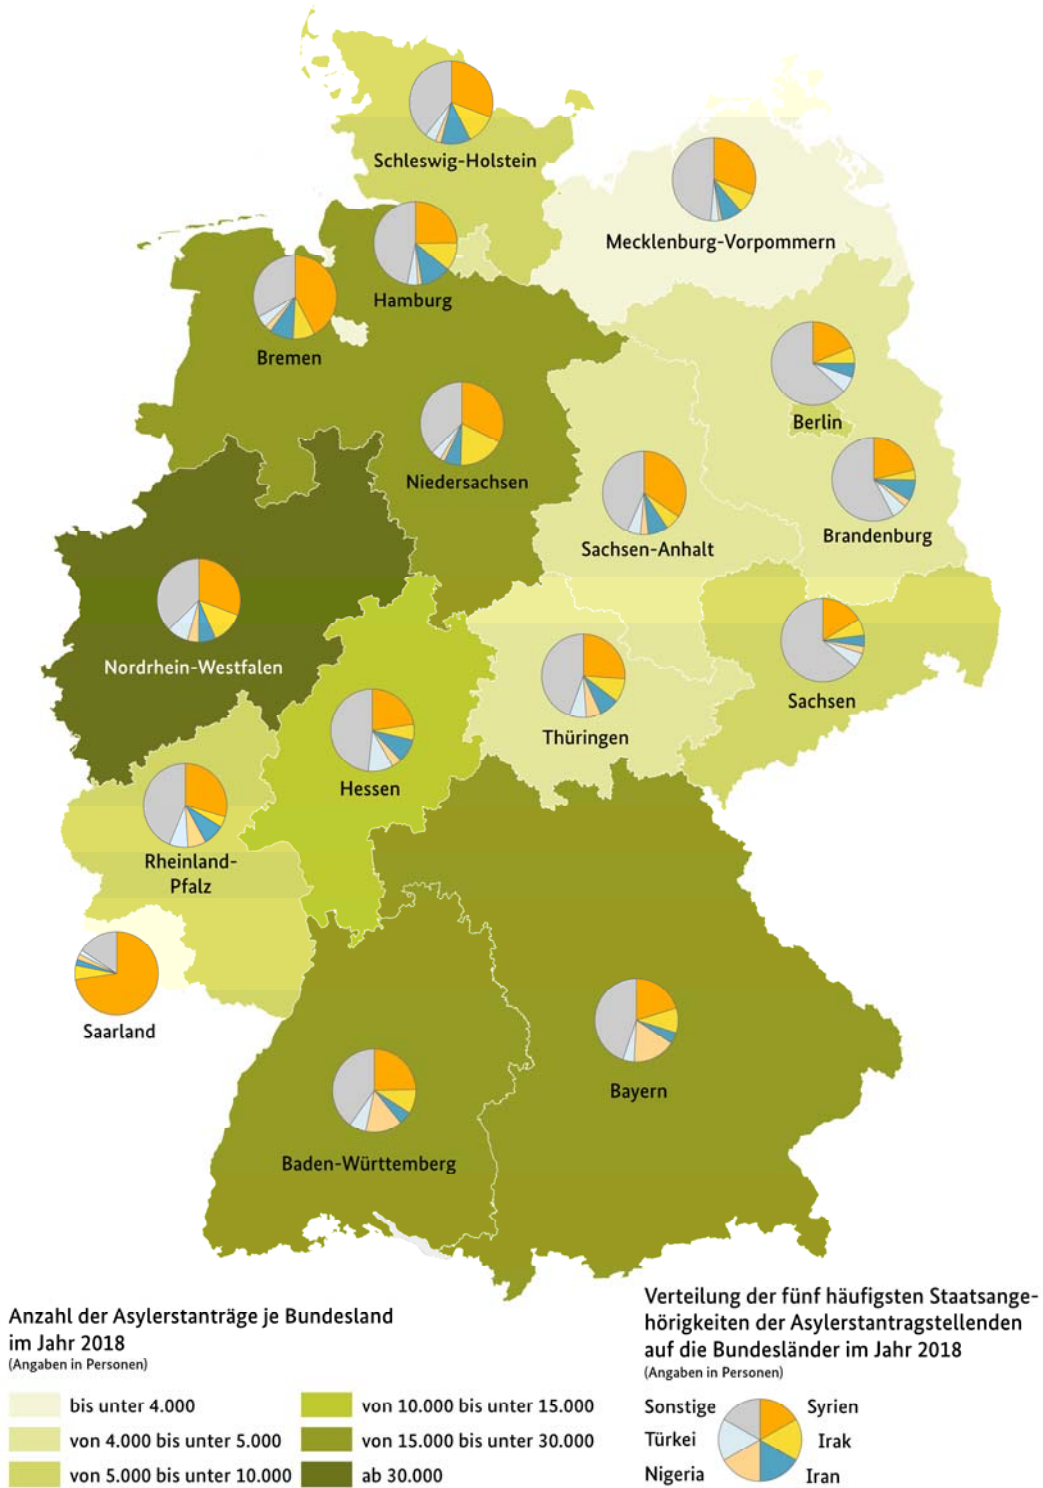 Schleswig-Holstein
Mecklenburg-Vorpommern
Hamburg
Bremen
Berlin
Niedersachsen
Brandenburg
Sachsen-Anhalt
Nordrhein-Westfalen
Sachsen
Thüringen
Hessen
Rheinland-
Pfalz
Saarland
Bayern
Baden-Württemberg
Anzahl der Asylerstanträge je Bundesland
im Jahr 2018
(Angaben in Personen)
bis unter 4.000
von 4.000 bis unter 5.000
von 5.000 bis unter 10.000
von 10.000 bis unter 15.000
von 15.000 bis unter 30.000
ab 30.000
Verteilung der fünf häufigsten Staatsange-
hörigkeiten der Asylerstantragstellenden
auf die Bundesländer im Jahr 2018
(Angaben in Personen)
Sonstige
Syrien
Türkei
Irak
Nigeria
Iran